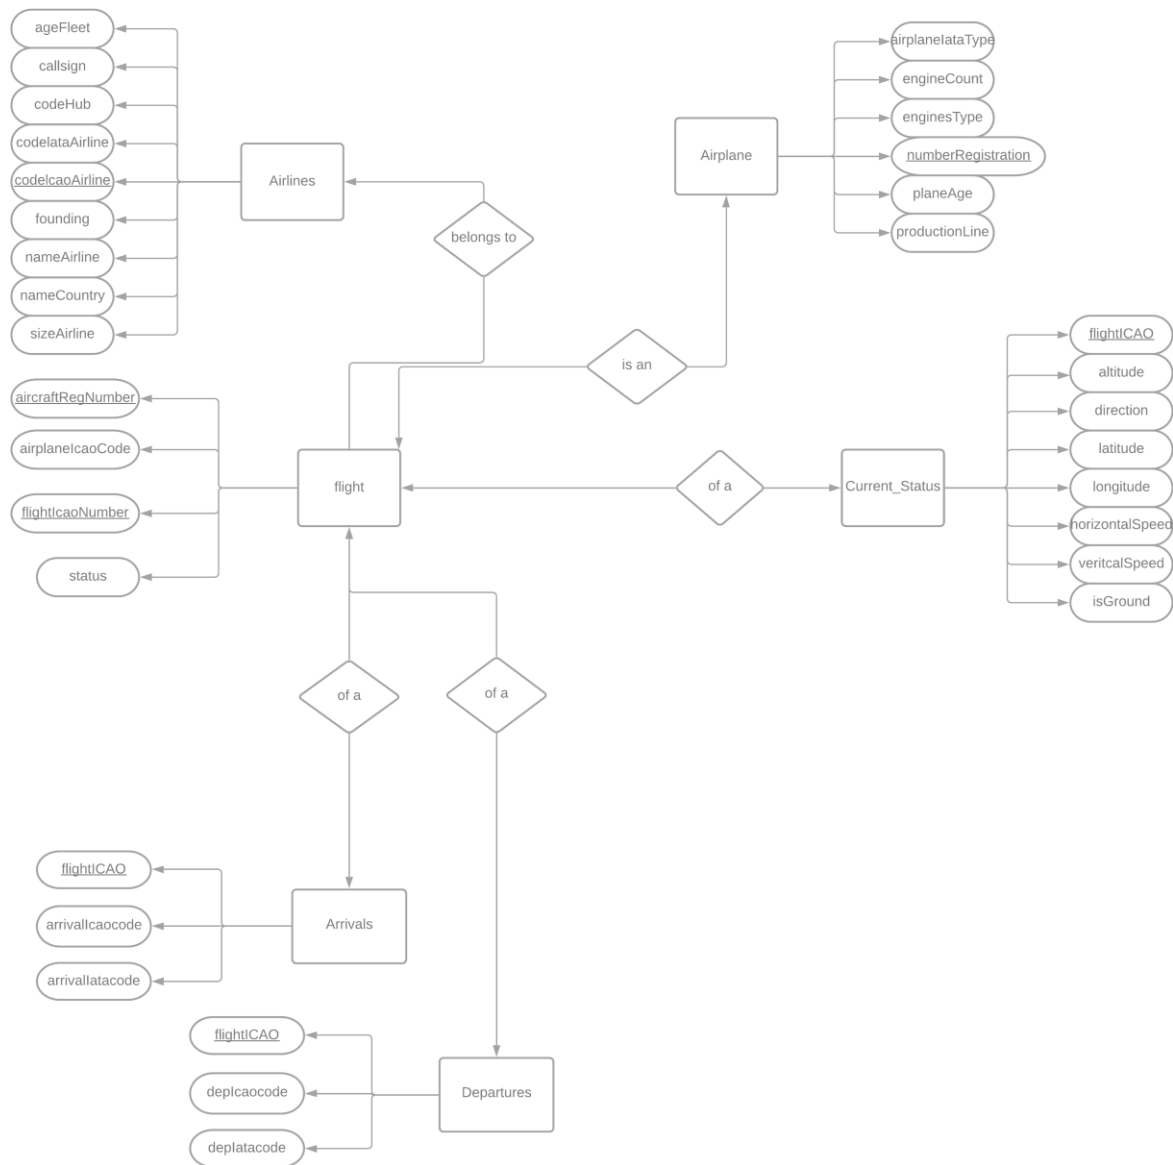 ageFleet
callsign
codeHub
codeIataAirline
codeIcaoAirline
founding
nameAirline
nameCountry
sizeAirline
Airlines
belongs to
Airplane
airplaneIataType
engineCount
enginesType
numberRegistration
planeAge
productionLine
is an
aircraftRegNumber
airplaneIcaoCode
flightIcaoNumber
status
flight
of a
Current_Status
flightICAO
altitude
direction
latitude
longitude
horizontalSpeed
veritcalSpeed
isGround
of a
of a
flightICAO
arrivalIcaocode
arrivalIatacode
Arrivals
flightICAO
depIcaocode
depIatacode
Departures